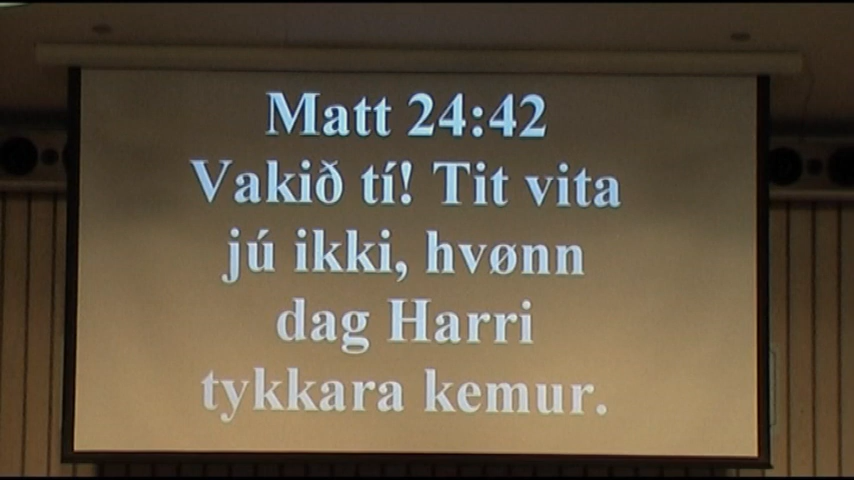 Matt 24:42
Vakið tí! Tit vita
jú ikki, hvønn
dag Harri
tykkara kemur.